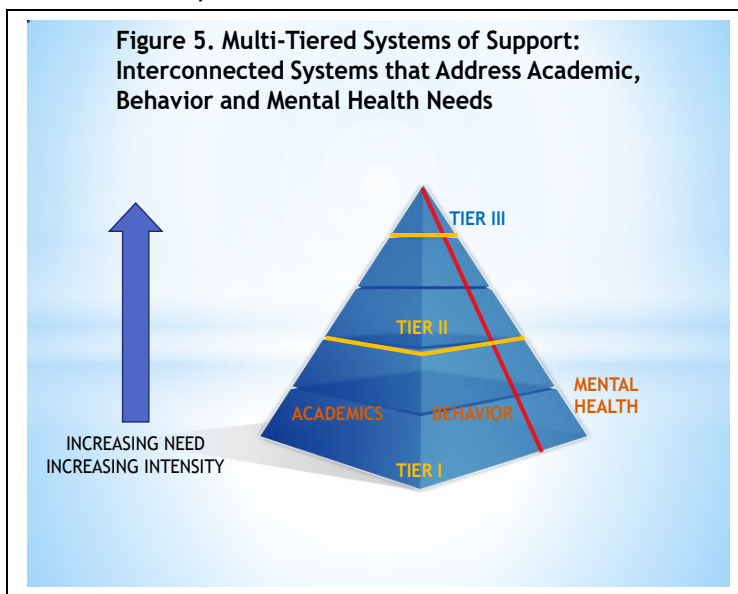 Figure 5. Multi-Tiered Systems of Support:
Interconnected Systems that Address Academic,
Behavior and Mental Health Needs
TIER III
TIER II
MENTAL
HEALTH
ACADEMICS
BEHAVIOR
INCREASING NEED
INCREASING INTENSITY
TIER I